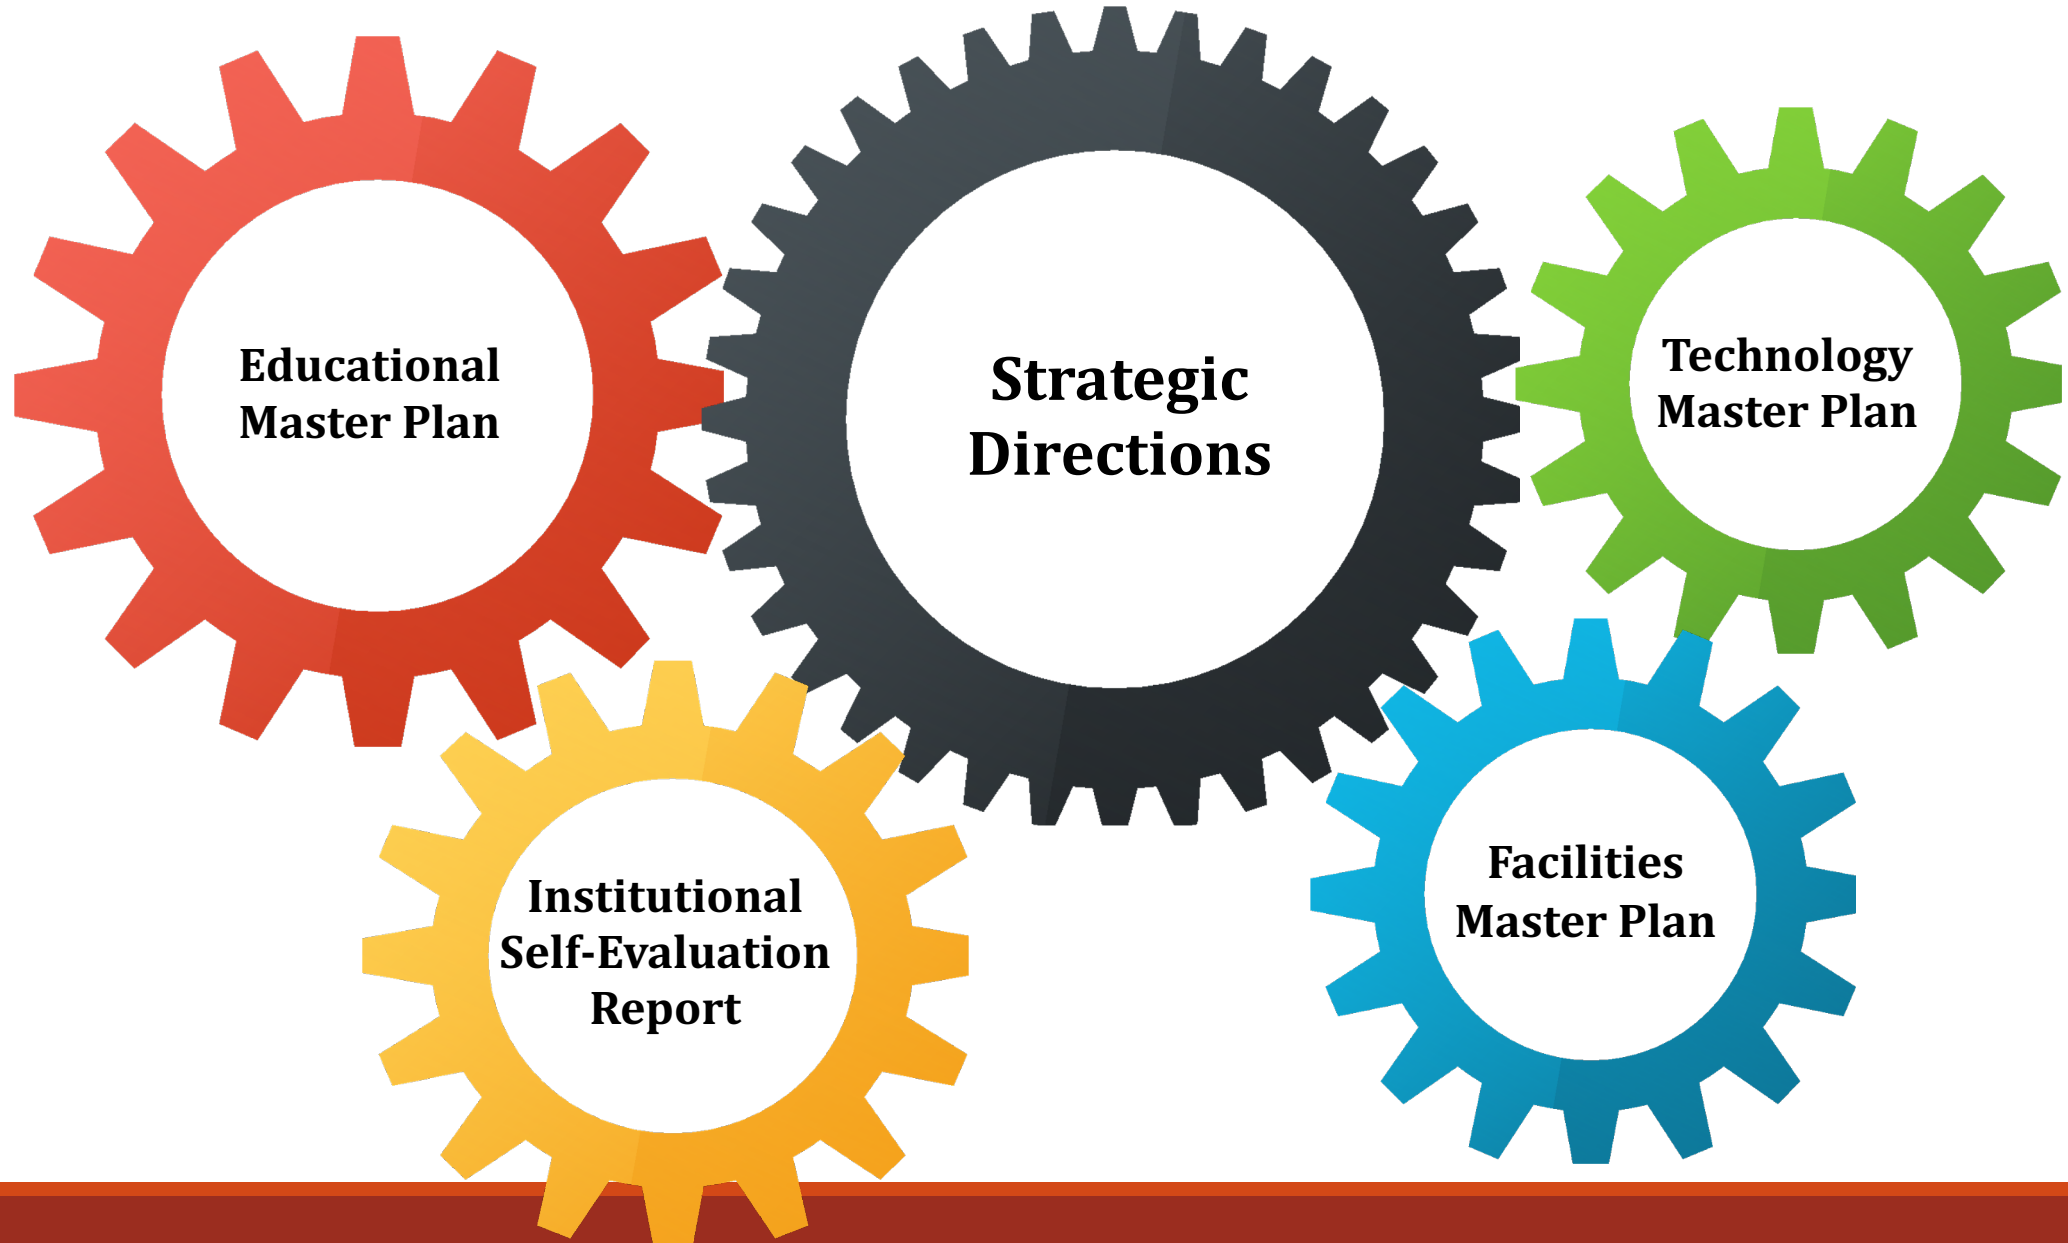 Educational
Master Plan
Strategic
Directions
Technology
Master Plan
Institutional
Self-Evaluation
Report
Facilities
Master Plan